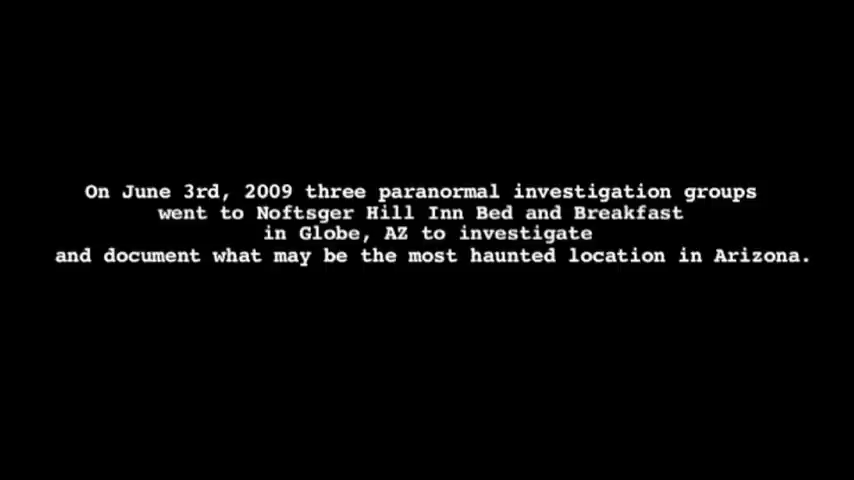 On June 3rd, 2009 three paranormal investigation groups
went to Noftsger Hill Inn Bed and Breakfast
in Globe, AZ to investigate
and document what may be the most haunted location in Arizona.